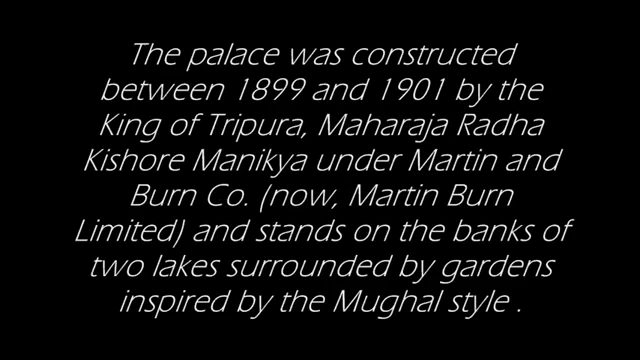 The palace was constructed
between 1899 and 1901 by the
King of Tripura, Maharaja Radha
Kishore Manikya under Martin and
Burn Co. (now, Martin Burn
Limited) and stands on the banks of
two lakes surrounded by gardens
inspired by the Mughal style .